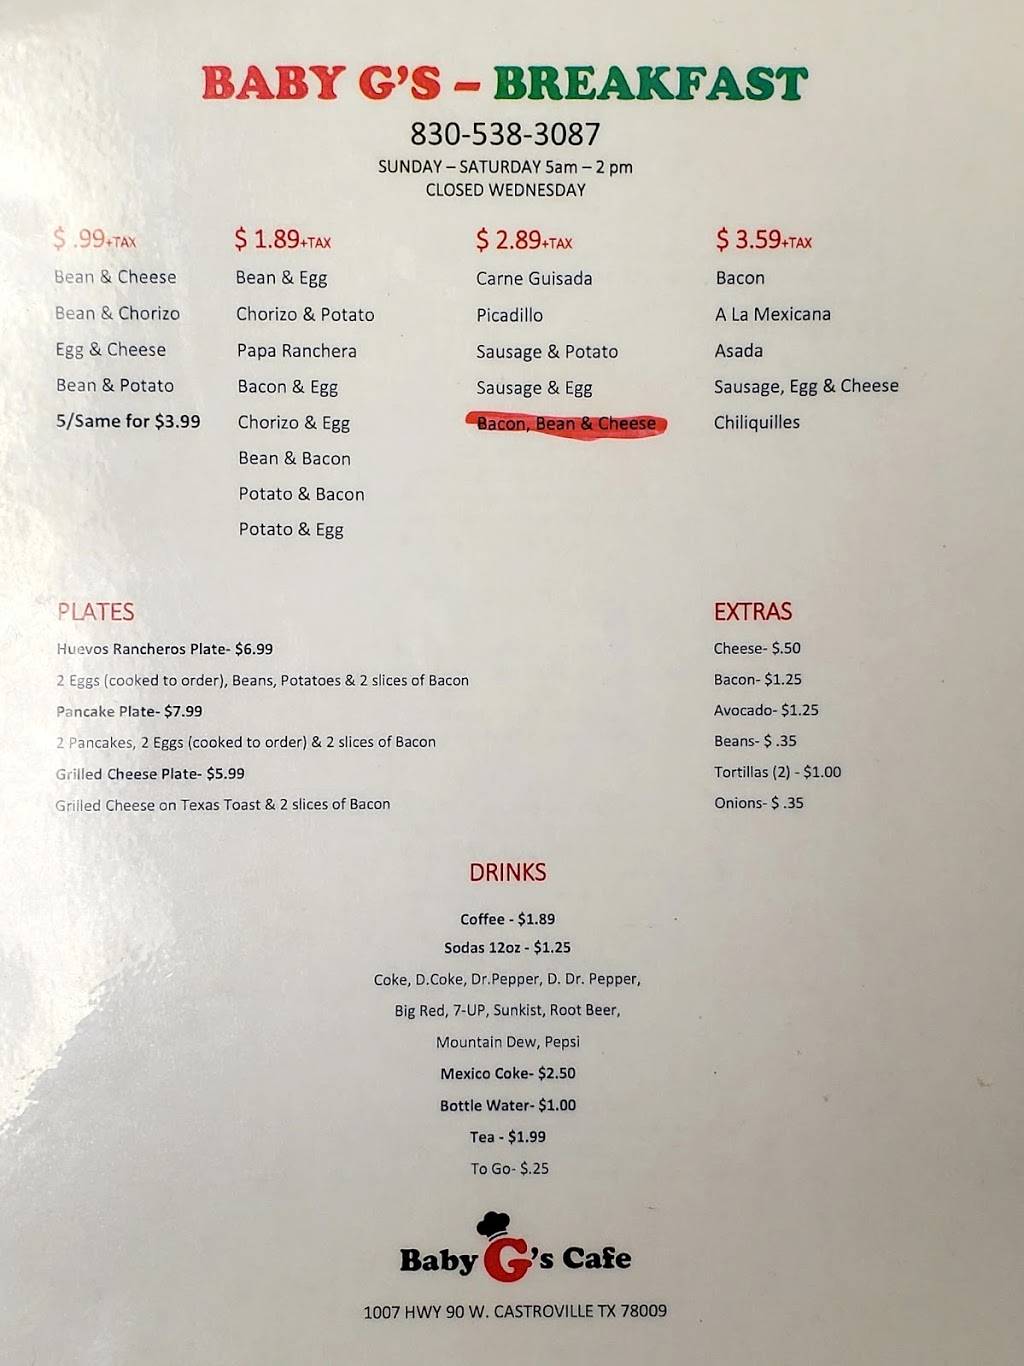 BABY G'S – BREAKFAST
830-538-3087
SUNDAY – SATURDAY 5am – 2 pm
CLOSED WEDNESDAY
$ .99+TAX
Bean & Cheese
Bean & Chorizo
Egg & Cheese
Bean & Potato
5/Same for $3.99
$ 1.89+TAX
Bean & Egg
Chorizo & Potato
Papa Ranchera
Bacon & Egg
Chorizo & Egg
Bean & Bacon
Potato & Bacon
Potato & Egg
$ 2.89+TAX
Carne Guisada
Picadillo
Sausage & Potato
Sausage & Egg
Bacon, Bean & Cheese
$ 3.59+TAX
Bacon
A La Mexicana
Asada
Sausage, Egg & Cheese
Chiliquilles
PLATES
Huevos Rancheros Plate- $6.99
2 Eggs (cooked to order), Beans, Potatoes & 2 slices of Bacon
Pancake Plate- $7.99
2 Pancakes, 2 Eggs (cooked to order) & 2 slices of Bacon
Grilled Cheese Plate- $5.99
Grilled Cheese on Texas Toast & 2 slices of Bacon
EXTRAS
Cheese- $.50
Bacon- $1.25
Avocado- $1.25
Beans- $ .35
Tortillas (2) - $1.00
Onions- $ .35
DRINKS
Coffee - $1.89
Sodas 12oz - $1.25
Coke, D.Coke, Dr.Pepper, D. Dr. Pepper,
Big Red, 7-UP, Sunkist, Root Beer,
Mountain Dew, Pepsi
Mexico Coke- $2.50
Bottle Water- $1.00
Tea - $1.99
To Go- $.25
Baby G's Cafe
1007 HWY 90 W. CASTROVILLE TX 78009